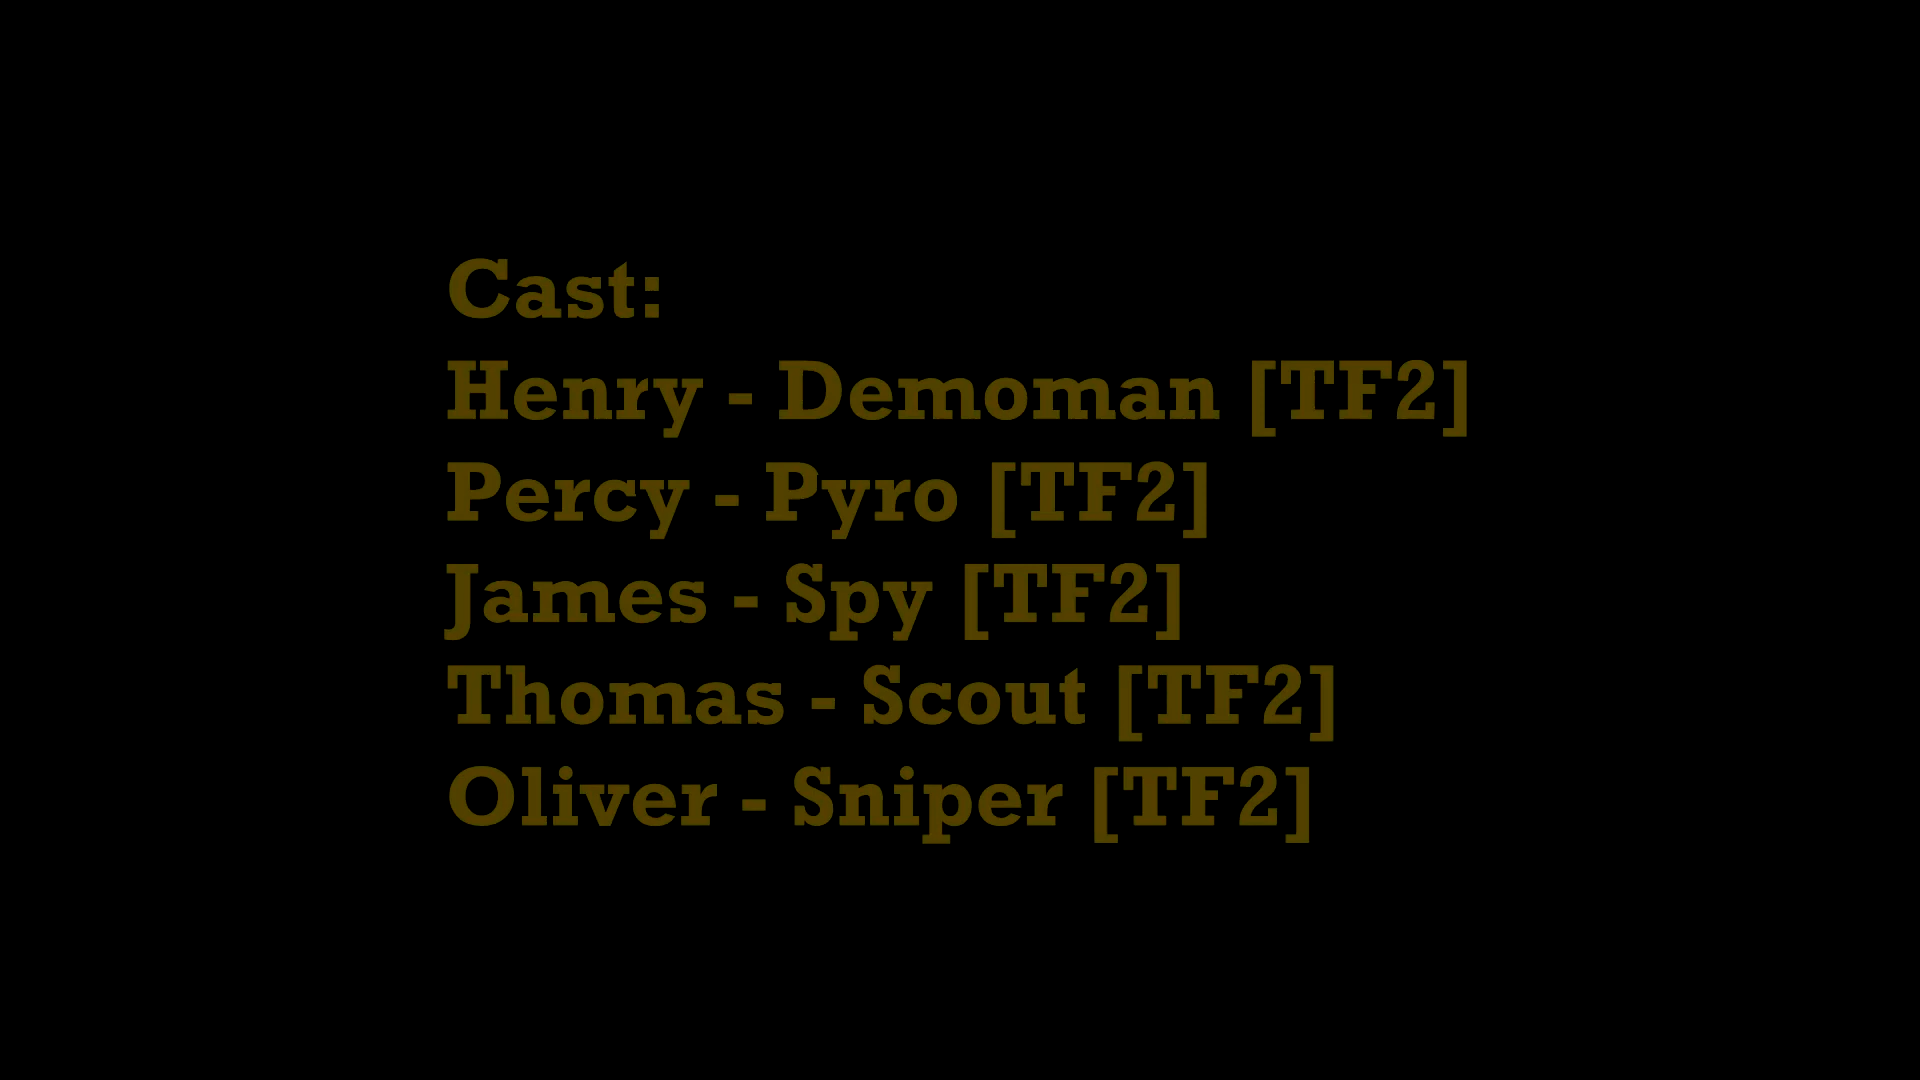 Cast:
Henry - Demoman [TF2]
Percy - Pyro [TF2]
James - Spy [TF2]
Thomas - Scout [TF2]
Oliver - Sniper [TF2]